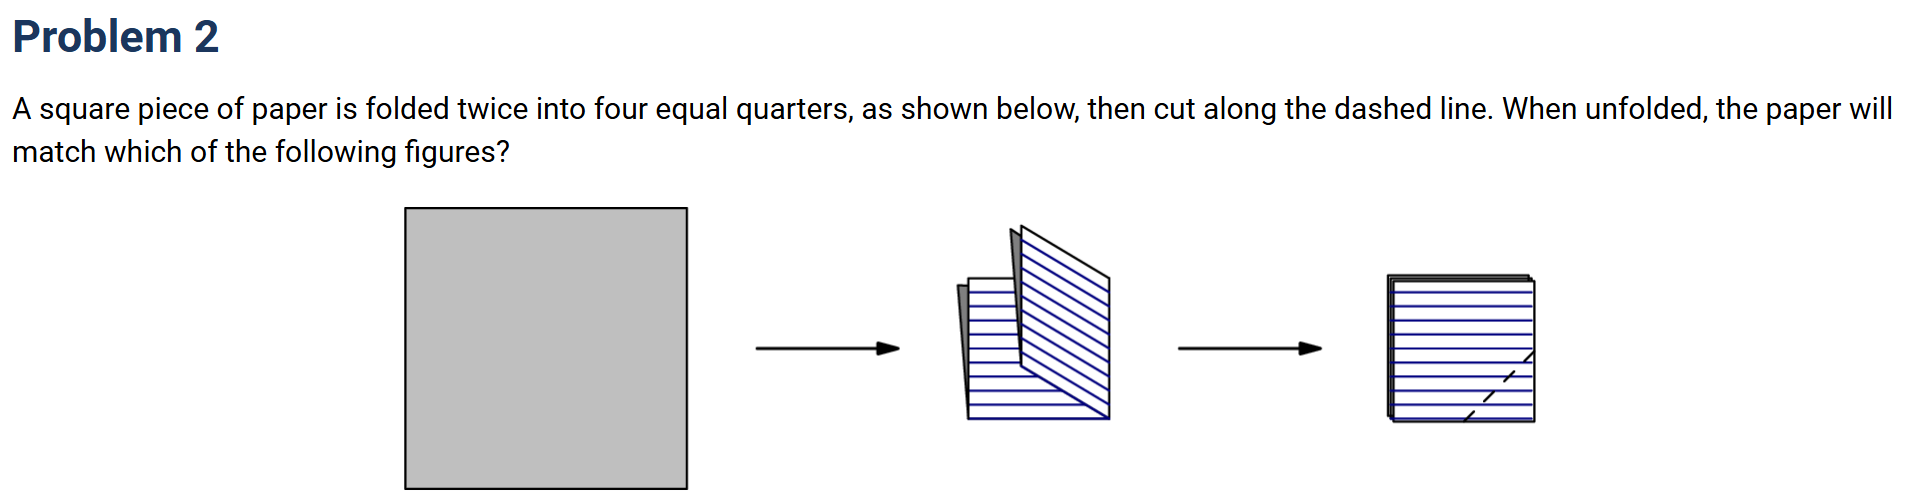 Problem 2
A square piece of paper is folded twice into four equal quarters, as shown below, then cut along the dashed line. When unfolded, the paper will
match which of the following figures?